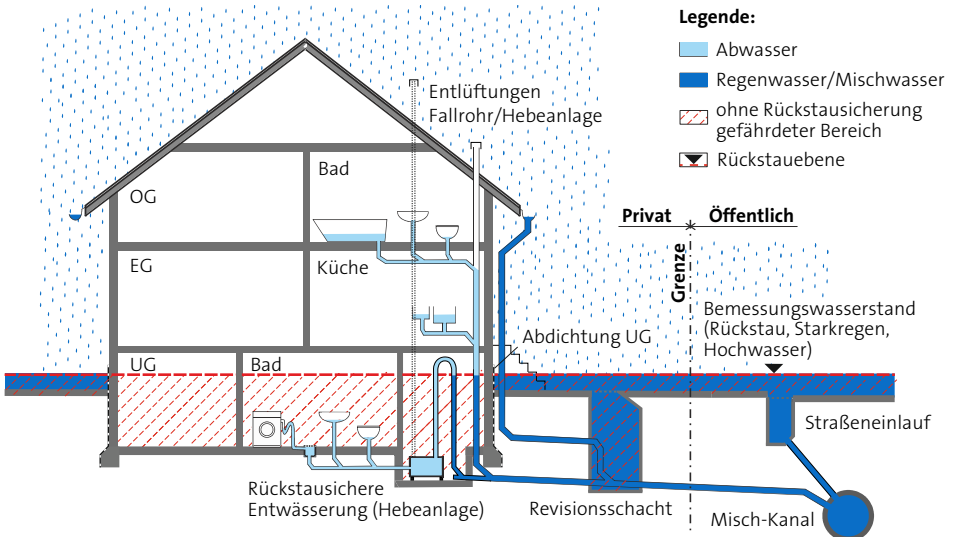 Legende:
Abwasser
Regenwasser/Mischwasser
ohne Rückstausicherung
gefährdeter Bereich
Rückstauebene
Entlüftungen
Fallrohr/Hebeanlage
OG
Bad
EG
Küche
Privat
Öffentlich
Grenze
Bemessungswasserstand
(Rückstau, Starkregen,
Hochwasser)
Abdichtung UG
UG
Bad
Straßeneinlauf
Rückstausichere
Entwässerung (Hebeanlage)
Revisionsschacht
Misch-Kanal